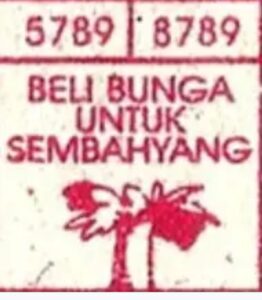 5789 8789
BELI BUNGA
UNTUK
SEMBAHYANG